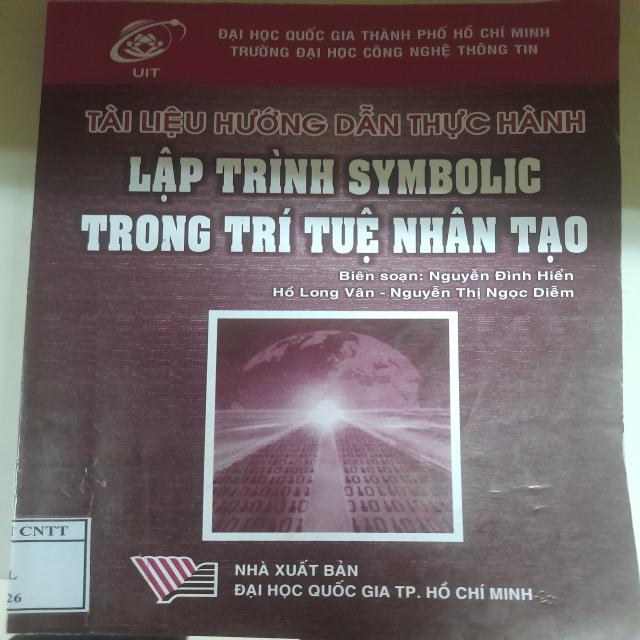 ĐẠI HỌC QUỐC GIA THÀNH PHỐ HỒ CHÍ MINH
TRƯỜNG ĐẠI HỌC CÔNG NGHỆ THÔNG TIN
UIT
TÀI LIỆU HƯỚNG DẪN THỰC HÀNH
LẬP TRÌNH SYMBOLIC
TRONG TRÍ TUỆ NHÂN TẠO
Biên soạn: Nguyễn Đình Hiển
Hồ Long Vân - Nguyễn Thị Ngọc Diễm
CNTT
L
26
NHÀ XUẤT BẢN
ĐẠI HỌC QUỐC GIA TP. HỒ CHÍ MINH